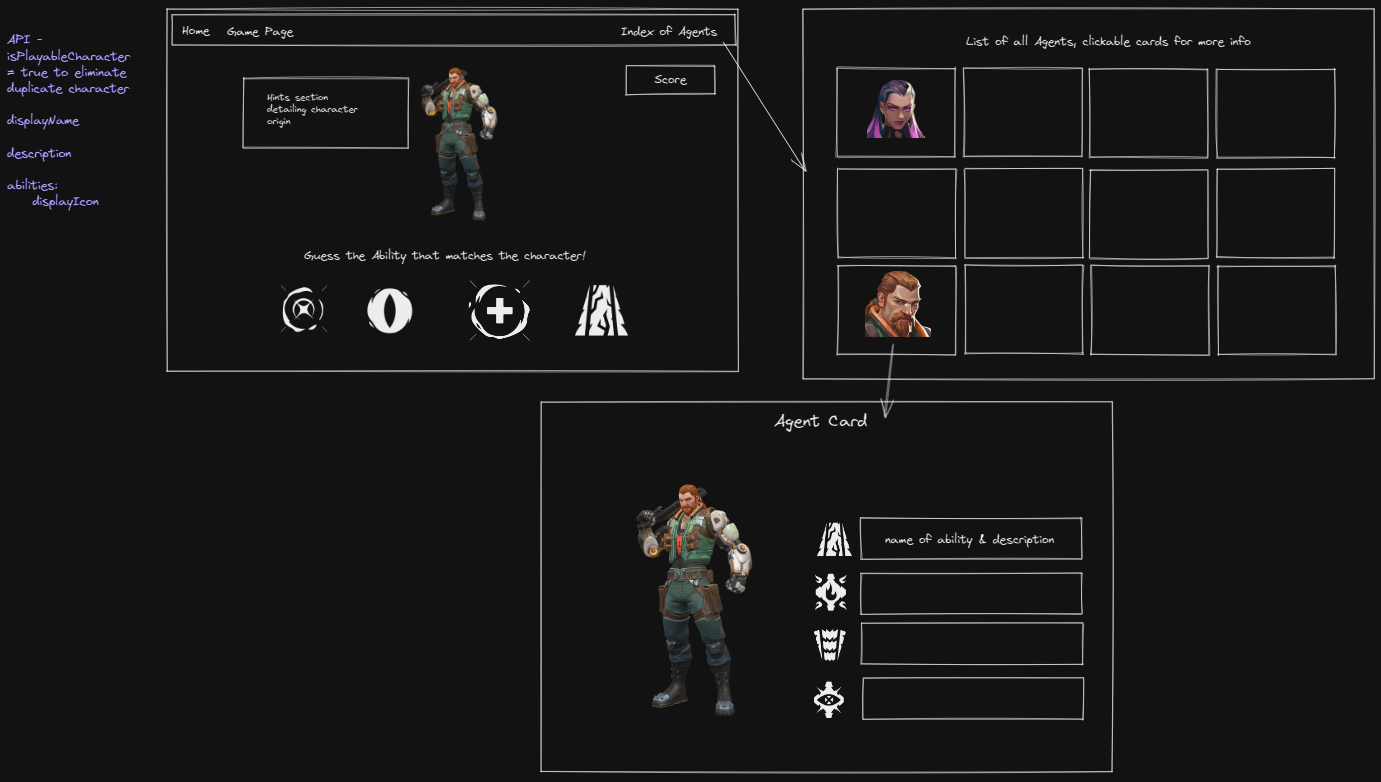 API -
isPlayableCharacter
= true to eliminate
duplicate character
displayName
description
abilities:
displayIcon
Home
Game Page
Index of Agents
Score
Hints section
detailing character
origin
Guess the Ability that matches the character!
List of all Agents, clickable cards for more info
Agent Card
name of ability & description